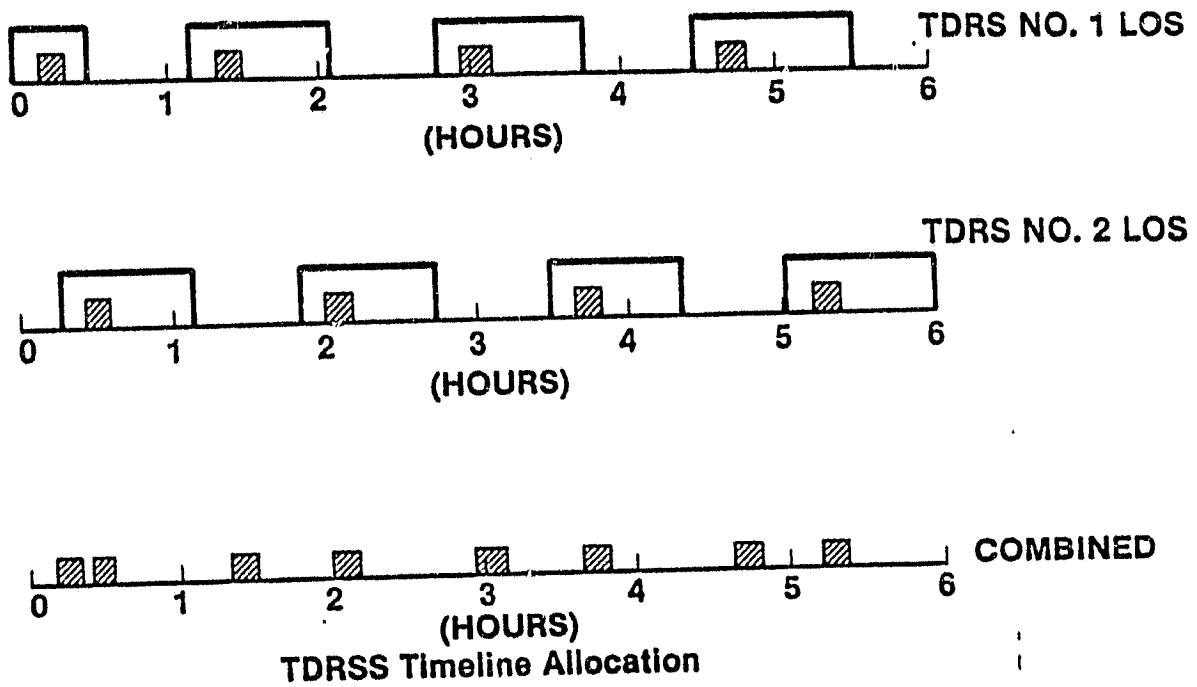 TDRS NO. 1 LOS
0 1 2 3 4 5 6
(HOURS)
TDRS NO. 2 LOS
0 1 2 3 4 5 6
(HOURS)
COMBINED
0 1 2 3 4 5 6
(HOURS)
TDRSS Timeline Allocation